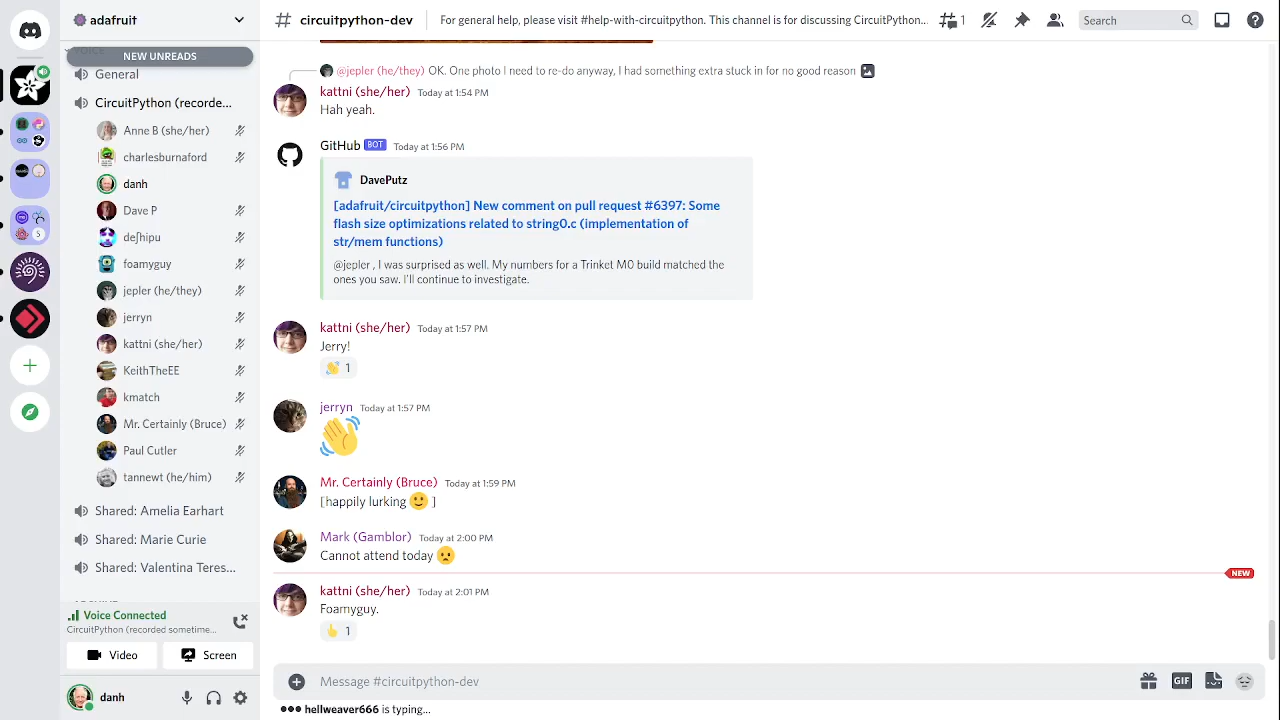 adafruit
# circuitpython-dev
For general help, please visit #help-with-circuitpython. This channel is for discussing CircuitPython...
1
Search
NEW UNREADS
General
CircuitPython (recorde...
Anne B (she/her)
charlesburnaford
danh
Dave P
deʃhipu
foamyguy
jepler (he/they)
jerryn
kattni (she/her)
KeithTheEE
kmatch
Mr. Certainly (Bruce)
Paul Cutler
tannewt (he/him)
Shared: Amelia Earhart
Shared: Marie Curie
Shared: Valentina Teres...
Voice Connected
CircuitPython (recorded sometime...
Video
Screen
danh
@jepler (he/they) OK. One photo I need to re-do anyway, I had something extra stuck in for no good reason
kattni (she/her) Today at 1:54 PM
Hah yeah.
GitHub BOT Today at 1:56 PM
DavePutz
[adafruit/circuitpython] New comment on pull request #6397: Some
flash size optimizations related to string0.c (implementation of
str/mem functions)
@jepler , I was surprised as well. My numbers for a Trinket M0 build matched the
ones you saw. I'll continue to investigate.
kattni (she/her) Today at 1:57 PM
Jerry!
👋 1
jerryn Today at 1:57 PM
👋
Mr. Certainly (Bruce) Today at 1:59 PM
[happily lurking 🙂 ]
Mark (Gamblor) Today at 2:00 PM
Cannot attend today 🙁
NEW
kattni (she/her) Today at 2:01 PM
Foamyguy.
👆 1
Message #circuitpython-dev
GIF
hellweaver666 is typing...